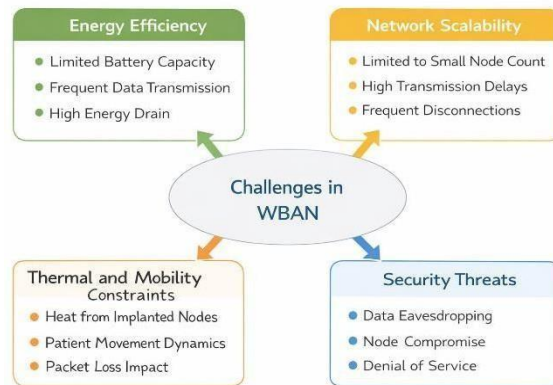 Energy Efficiency
Limited Battery Capacity
Frequent Data Transmission
High Energy Drain
Network Scalability
Limited to Small Node Count
High Transmission Delays
Frequent Disconnections
Challenges in
WBAN
Thermal and Mobility
Constraints
Heat from Implanted Nodes
Patient Movement Dynamics
Packet Loss Impact
Security Threats
Data Eavesdropping
Node Compromise
Denial of Service